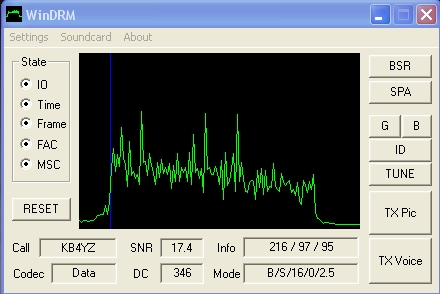 WinDRM
Settings Soundcard About
State
IO
Time
Frame
FAC
MSC
RESET
BSR
SPA
G B
ID
TUNE
TX Pic
TX Voice
Call KB4YZ SNR 17.4 Info 216 / 97 / 95
Codec Data DC 346 Mode B/S/16/0/2.5